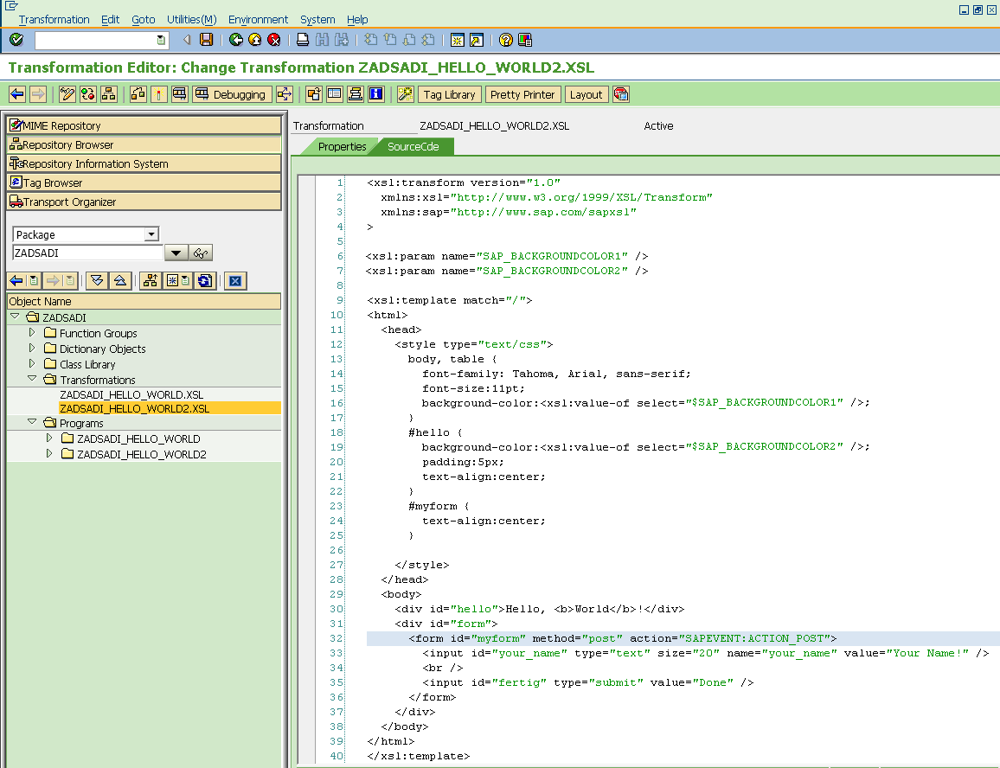 Transformation Edit Goto Utilities(M) Environment System Help
Transformation Editor: Change Transformation ZADSADI_HELLO_WORLD2.XSL
Debugging Tag Library Pretty Printer Layout
MIME Repository
Repository Browser
Repository Information System
Tag Browser
Transport Organizer
Package
ZADSADI
Object Name
ZADSADI
Function Groups
Dictionary Objects
Class Library
Transformations
ZADSADI_HELLO_WORLD.XSL
ZADSADI_HELLO_WORLD2.XSL
Programs
ZADSADI_HELLO_WORLD
ZADSADI_HELLO_WORLD2
Transformation ZADSADI_HELLO_WORLD2.XSL Active
Properties SourceCde
1 <xsl:transform version="1.0"
2 xmlns:xsl="http://www.w3.org/1999/XSL/Transform"
3 xmlns:sap="http://www.sap.com/sapxsl"
4 >
5
6 <xsl:param name="SAP_BACKGROUNDCOLOR1" />
7 <xsl:param name="SAP_BACKGROUNDCOLOR2" />
8
9 <xsl:template match="/">
10 <html>
11 <head>
12 <style type="text/css">
13 body, table {
14 font-family: Tahoma, Arial, sans-serif;
15 font-size:11pt;
16 background-color:<xsl:value-of select="$SAP_BACKGROUNDCOLOR1" />;
17 }
18 #hello {
19 background-color:<xsl:value-of select="$SAP_BACKGROUNDCOLOR2" />;
20 padding:5px;
21 text-align:center;
22 }
23 #myform {
24 text-align:center;
25 }
26
27 </style>
28 </head>
29 <body>
30 <div id="hello">Hello, <b>World</b>!</div>
31 <div id="form">
32 <form id="myform" method="post" action="SAPEVENT:ACTION_POST">
33 <input id="your_name" type="text" size="20" name="your_name" value="Your Name!" />
34 <br />
35 <input id="fertig" type="submit" value="Done" />
36 </form>
37 </div>
38 </body>
39 </html>
40 </xsl:template>